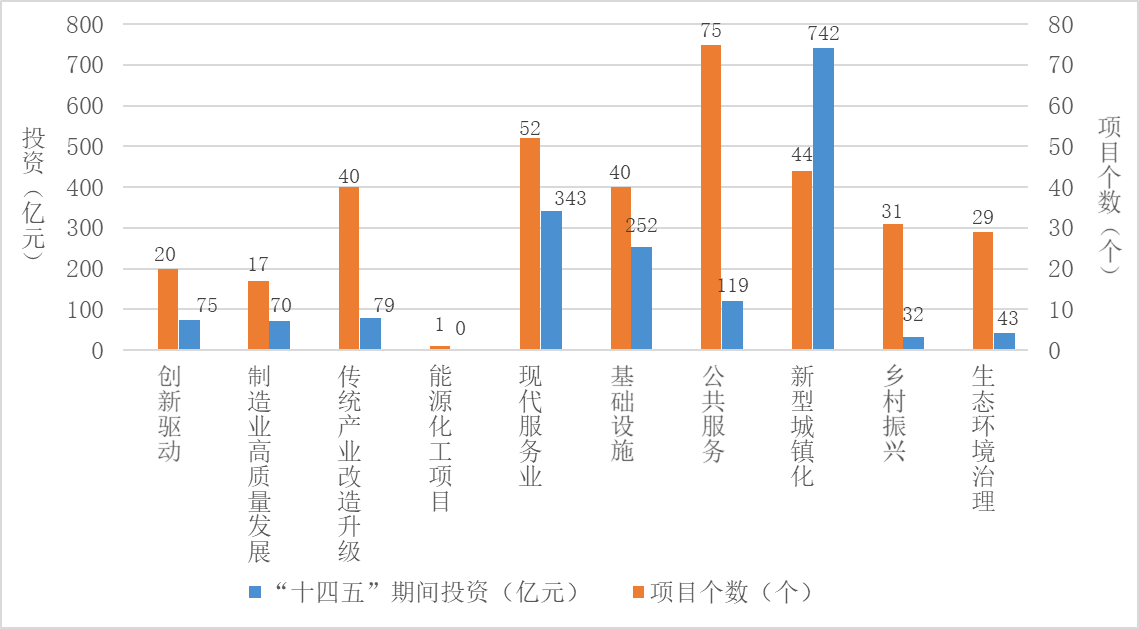 800
700
600
500
400
300
200
100
0
投资（亿元）
80
70
60
50
40
30
20
10
0
项目个数（个）
20
75
17
70
40
79
1
0
52
343
40
252
75
119
44
742
31
32
29
43
创新驱动
制造业高质量发展
传统产业改造升级
能源化工项目
现代服务业
基础设施
公共服务
新型城镇化
乡村振兴
生态环境治理
“十四五”期间投资（亿元）
项目个数（个）